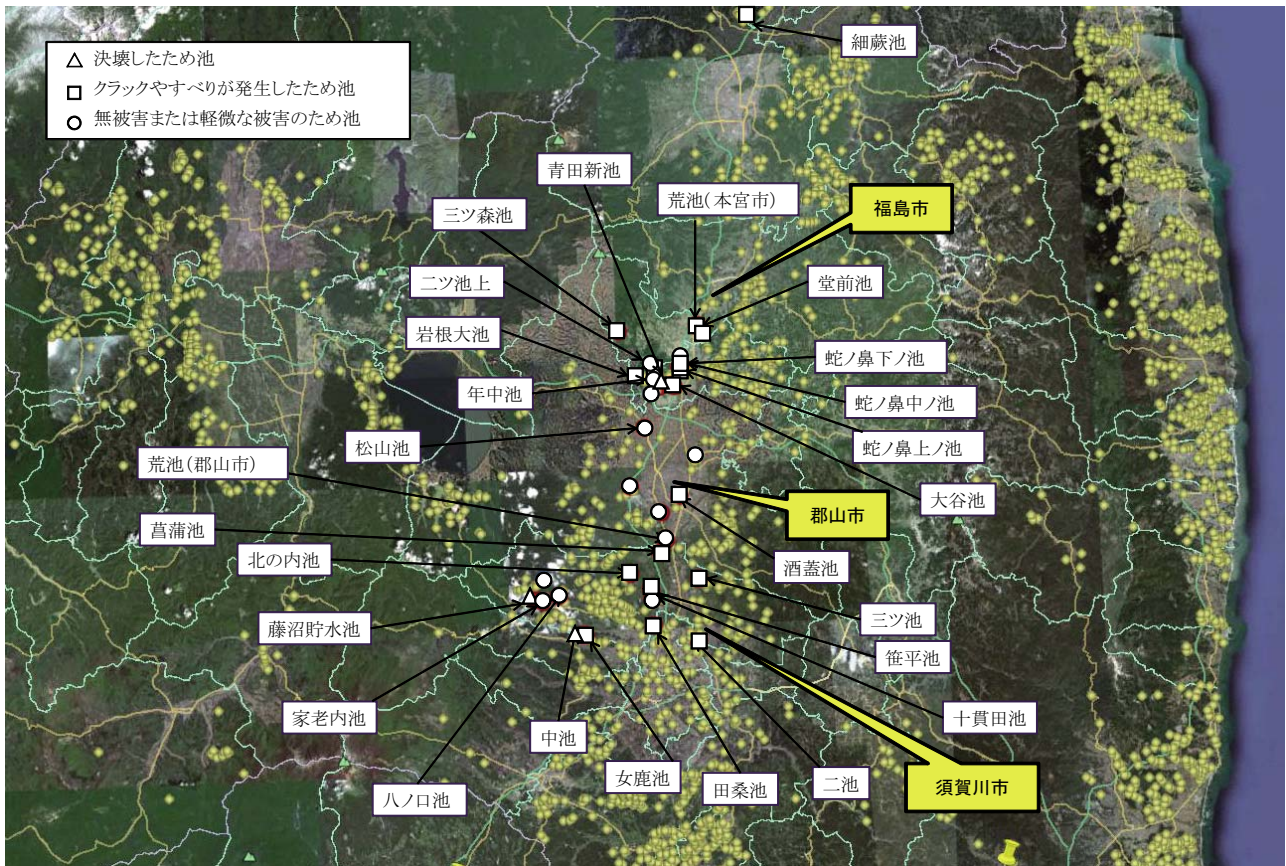 細蕨池
決壊したため池
クラックやすべりが発生したため池
無被害または軽微な被害のため池
青田新池
荒池(本宮市)
福島市
三ツ森池
二ツ池上
堂前池
岩根大池
蛇ノ鼻下ノ池
年中池
蛇ノ鼻中ノ池
松山池
蛇ノ鼻上ノ池
荒池(郡山市)
大谷池
郡山市
菖蒲池
北の内池
酒蓋池
藤沼貯水池
三ツ池
笹平池
家老内池
中池
十貫田池
女鹿池
田桑池
二池
須賀川市
八ノ口池